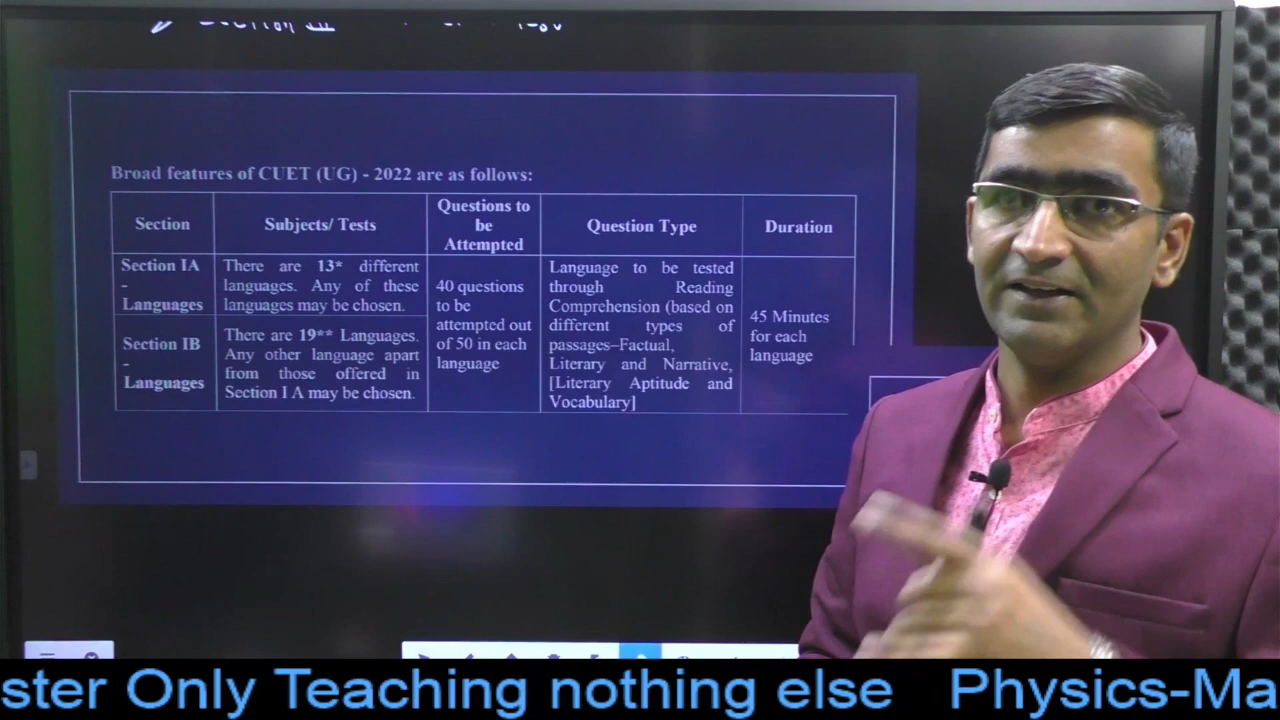 Section III
Broad features of CUET (UG) - 2022 are as follows:
Section
Subjects/ Tests
Questions to
be
Attempted
Question Type
Duration
Section IA
-
Languages
There are 13* different
languages. Any of these
languages may be chosen.
Section IB
-
Languages
There are 19** Languages.
Any other language apart
from those offered in
Section I A may be chosen.
40 questions
to be
attempted out
of 50 in each
language
Language to be tested
through Reading
Comprehension (based on
different types of
passages–Factual,
Literary and Narrative,
[Literary Aptitude and
Vocabulary]
45 Minutes
for each
language
ster Only Teaching nothing else Physics-Ma